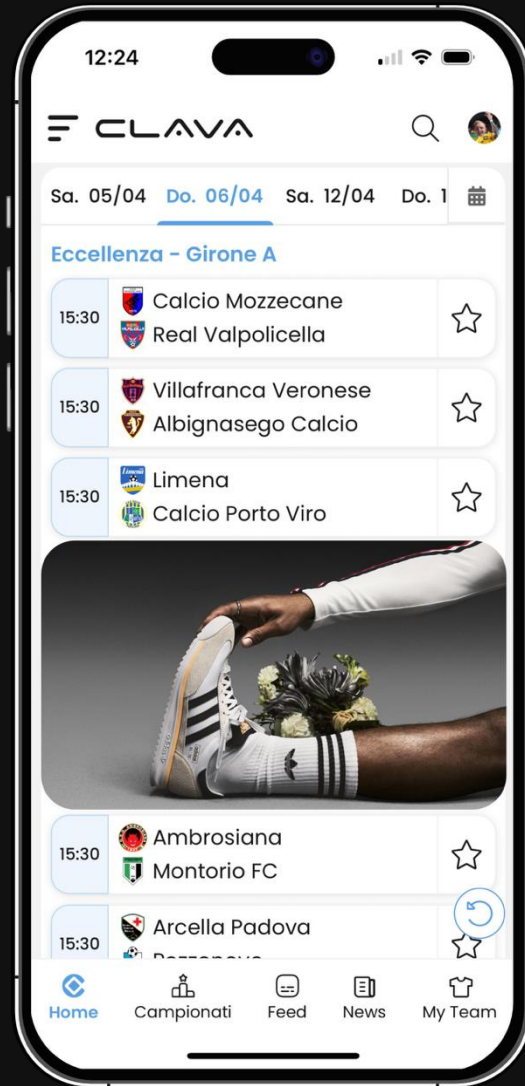 12:24
CLAVA
Sa. 05/04 Do. 06/04 Sa. 12/04 Do. 1
Eccellenza - Girone A
15:30
Calcio Mozzecane
Real Valpolicella
15:30
Villafranca Veronese
Albignasego Calcio
15:30
Limena
Calcio Porto Viro
15:30
Ambrosiana
Montorio FC
15:30
Arcella Padova
Home Campionati Feed News My Team